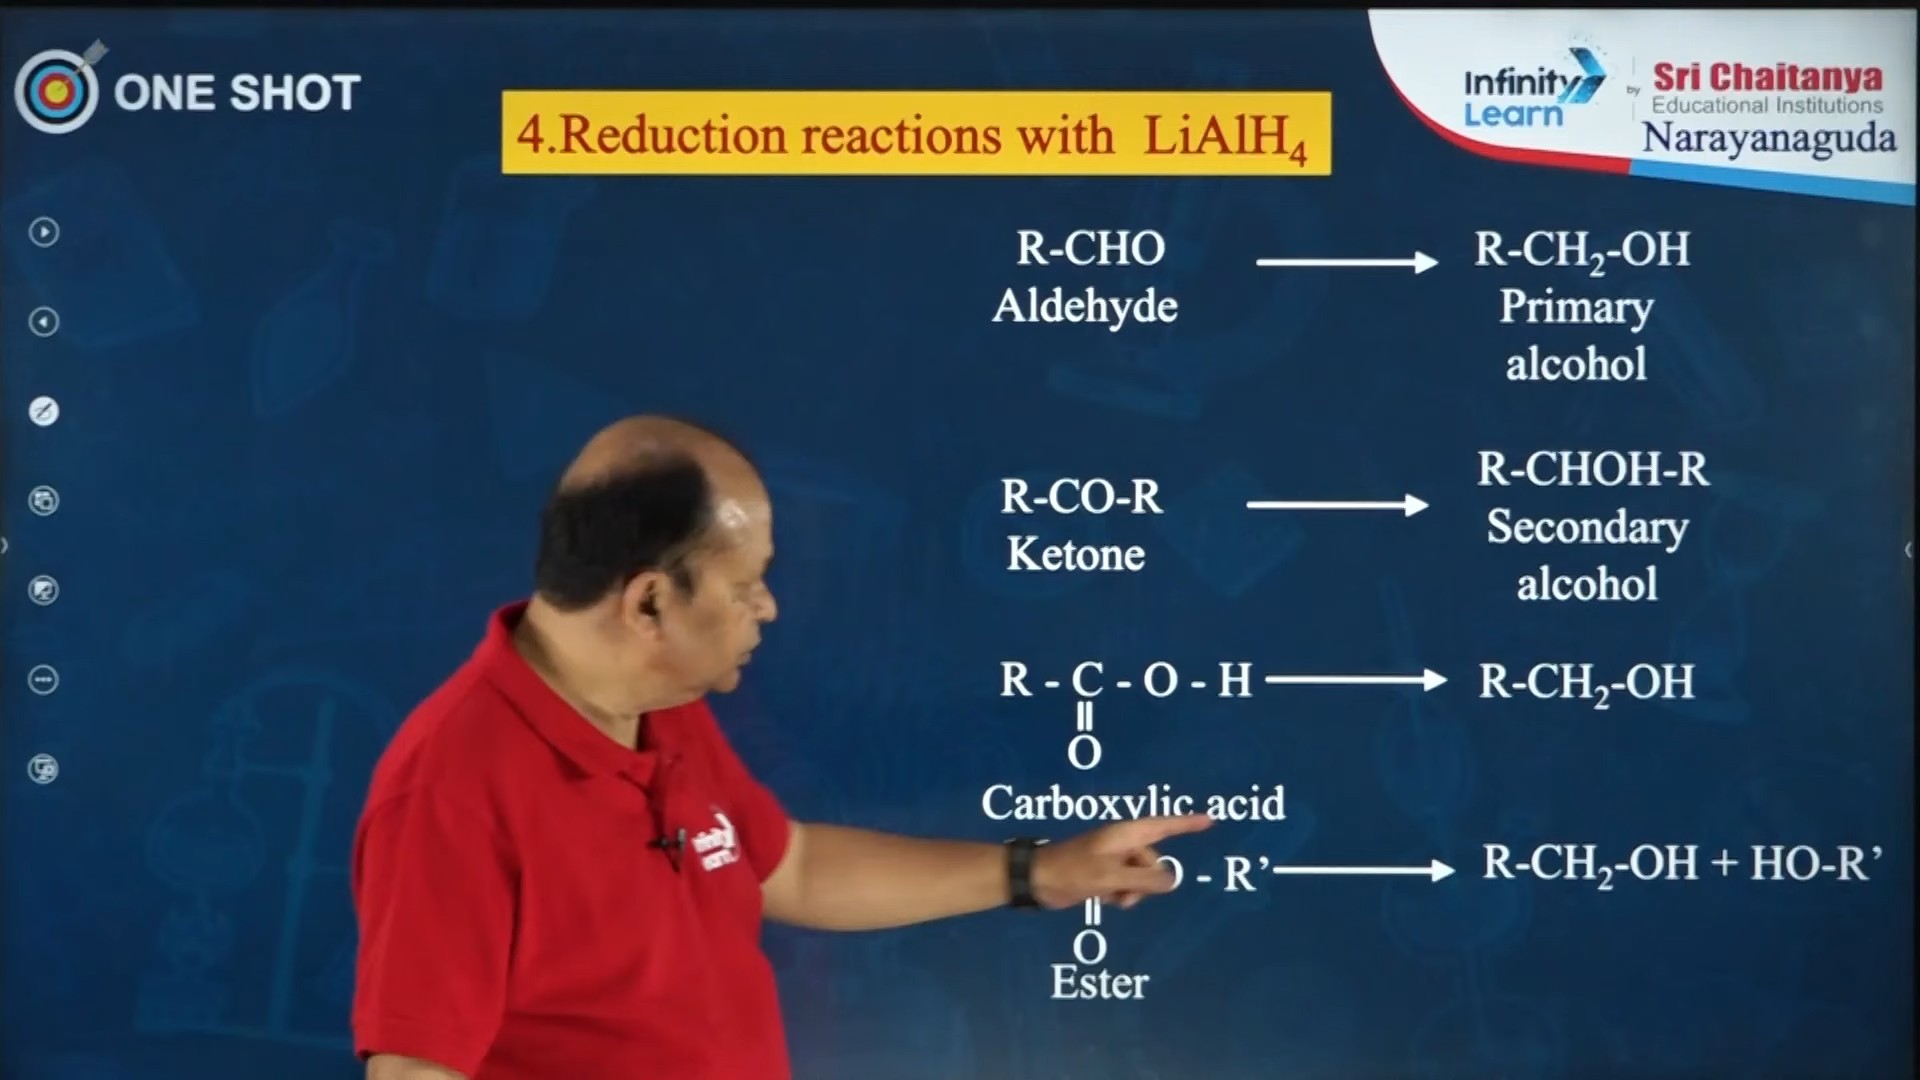 ONE SHOT
4.Reduction reactions with LiAlH₄
Infinity Learn
by
Sri Chaitanya
Educational Institutions
Narayanaguda
R-CHO
R-CH₂-OH
Aldehyde
Primary
alcohol
R-CO-R
R-CHOH-R
Ketone
Secondary
alcohol
R - C - O - H
R-CH₂-OH
O
Carboxylic acid
O - R’
R-CH₂-OH + HO-R’
O
Ester